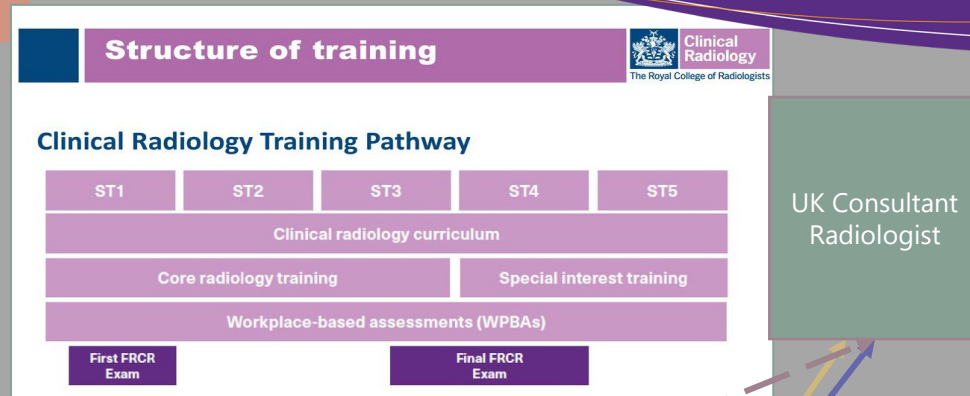 Structure of training
Clinical
Radiology
The Royal College of Radiologists
Clinical Radiology Training Pathway
ST1 ST2 ST3 ST4 ST5
Clinical radiology curriculum
Core radiology training Special interest training
Workplace-based assessments (WPBAs)
First FRCR
Exam
Final FRCR
Exam
UK Consultant
Radiologist